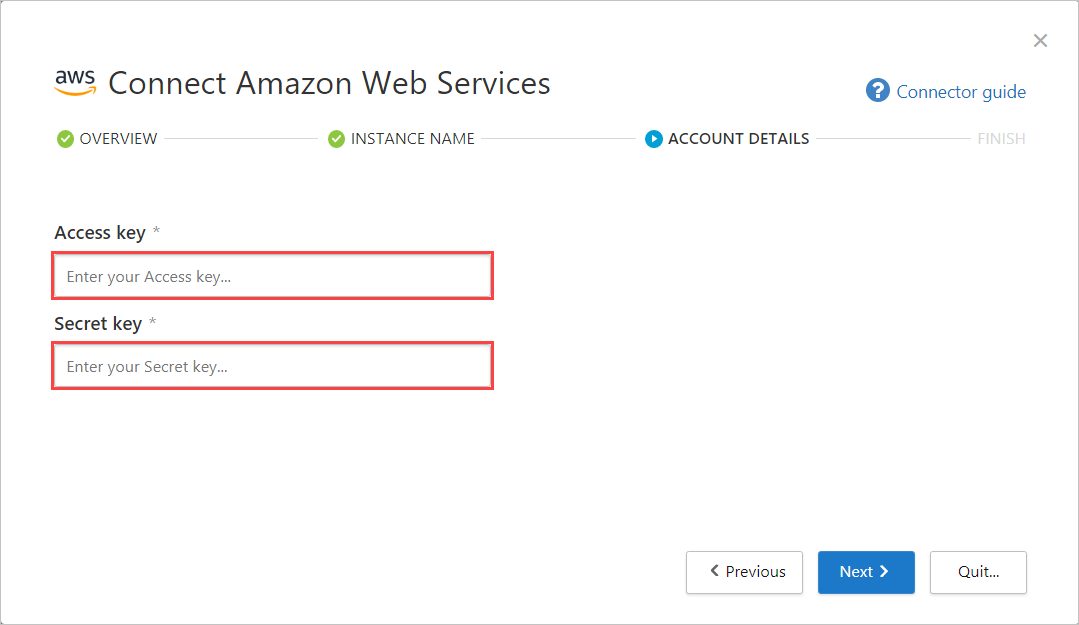 aws Connect Amazon Web Services
? Connector guide
OVERVIEW INSTANCE NAME ACCOUNT DETAILS FINISH
Access key *
Enter your Access key...
Secret key *
Enter your Secret key...
Previous Next Quit...